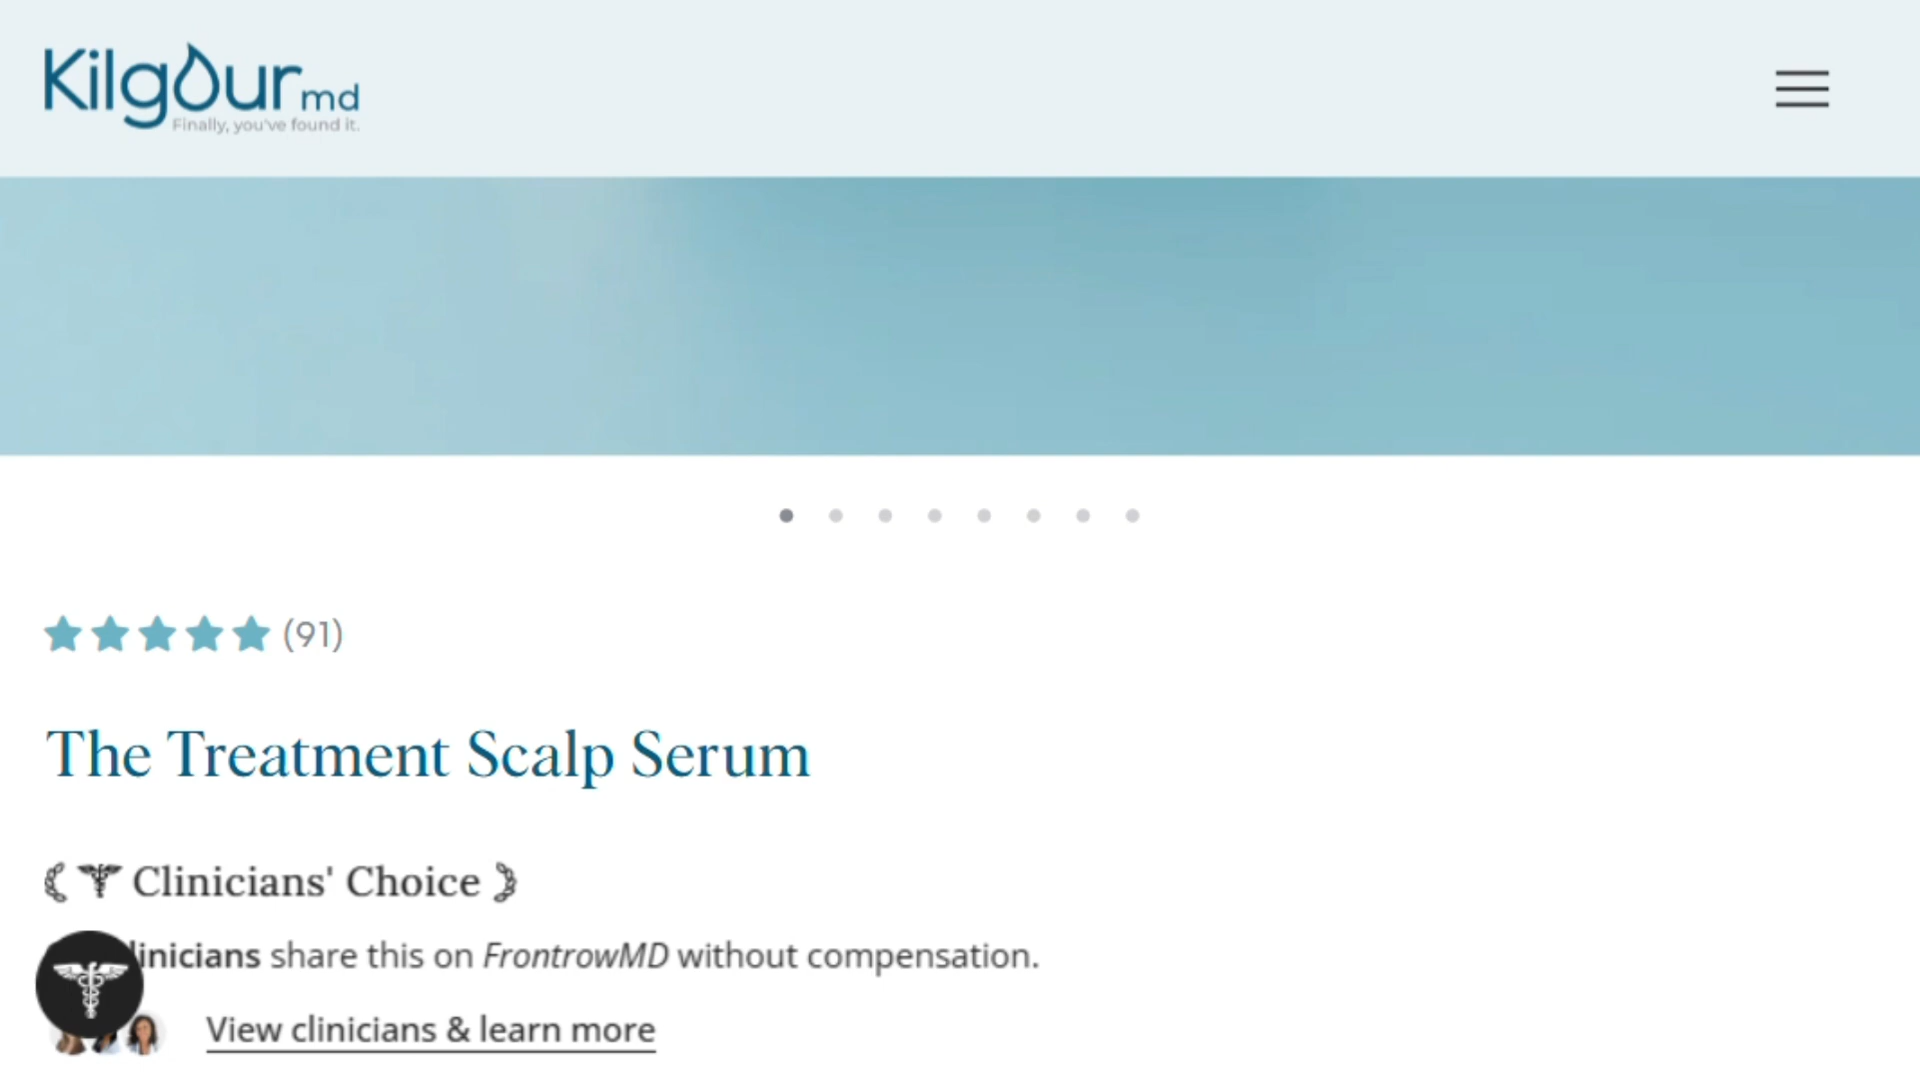 Kilgour md
Finally, you've found it.
(91)
The Treatment Scalp Serum
Clinicians' Choice
share this on FrontrowMD without compensation.
View clinicians & learn more